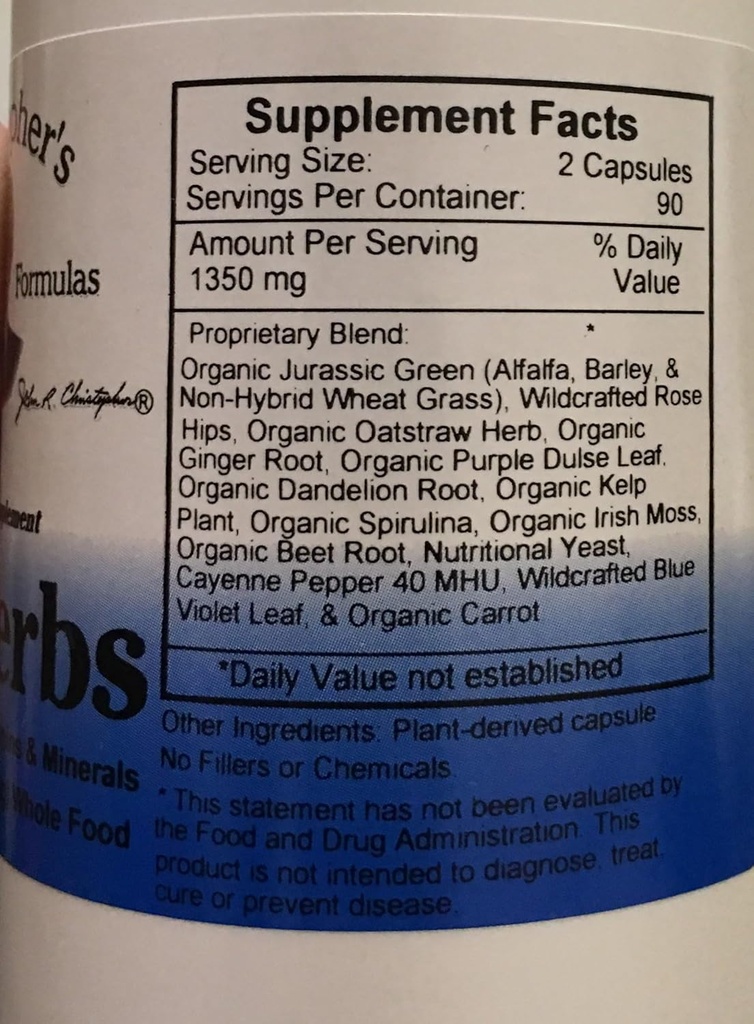 Supplement Facts
Serving Size: 2 Capsules
Servings Per Container: 90
Amount Per Serving % Daily
1350 mg Value
Proprietary Blend: *
Organic Jurassic Green (Alfalfa, Barley, &
Non-Hybrid Wheat Grass), Wildcrafted Rose
Hips, Organic Oatstraw Herb, Organic
Ginger Root, Organic Purple Dulse Leaf,
Organic Dandelion Root, Organic Kelp
Plant, Organic Spirulina, Organic Irish Moss,
Organic Beet Root, Nutritional Yeast,
Cayenne Pepper 40 MHU, Wildcrafted Blue
Violet Leaf, & Organic Carrot
*Daily Value not established
Other Ingredients: Plant-derived capsule
No Fillers or Chemicals.
* This statement has not been evaluated by
the Food and Drug Administration. This
product is not intended to diagnose, treat,
cure or prevent disease.
her's
Formulas
John R. Christopher®
erbs
& Minerals
Whole Food